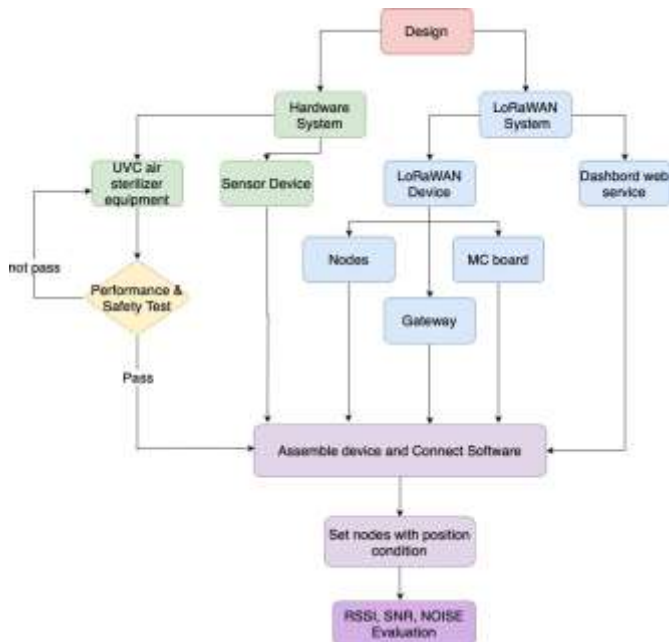 Design
Hardware
System
LoRaWAN
System
UVC air
sterilizer
equipment
Sensor Device
LoRaWAN
Device
Dashbord web
service
not pass
Nodes
MC board
Performance &
Safety Test
Gateway
Pass
Assemble device and Connect Software
Set nodes with position
condition
RSSI, SNR, NOISE
Evaluation